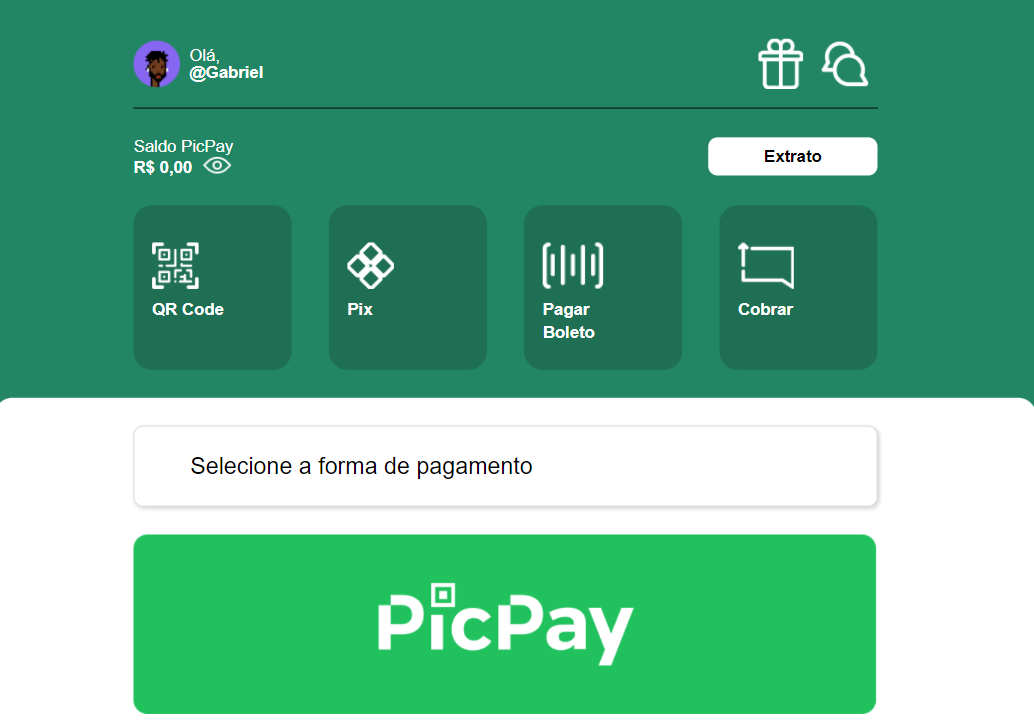 Olá,
@Gabriel
Saldo PicPay
R$ 0,00
Extrato
QR Code
Pix
Pagar
Boleto
Cobrar
Selecione a forma de pagamento
PicPay